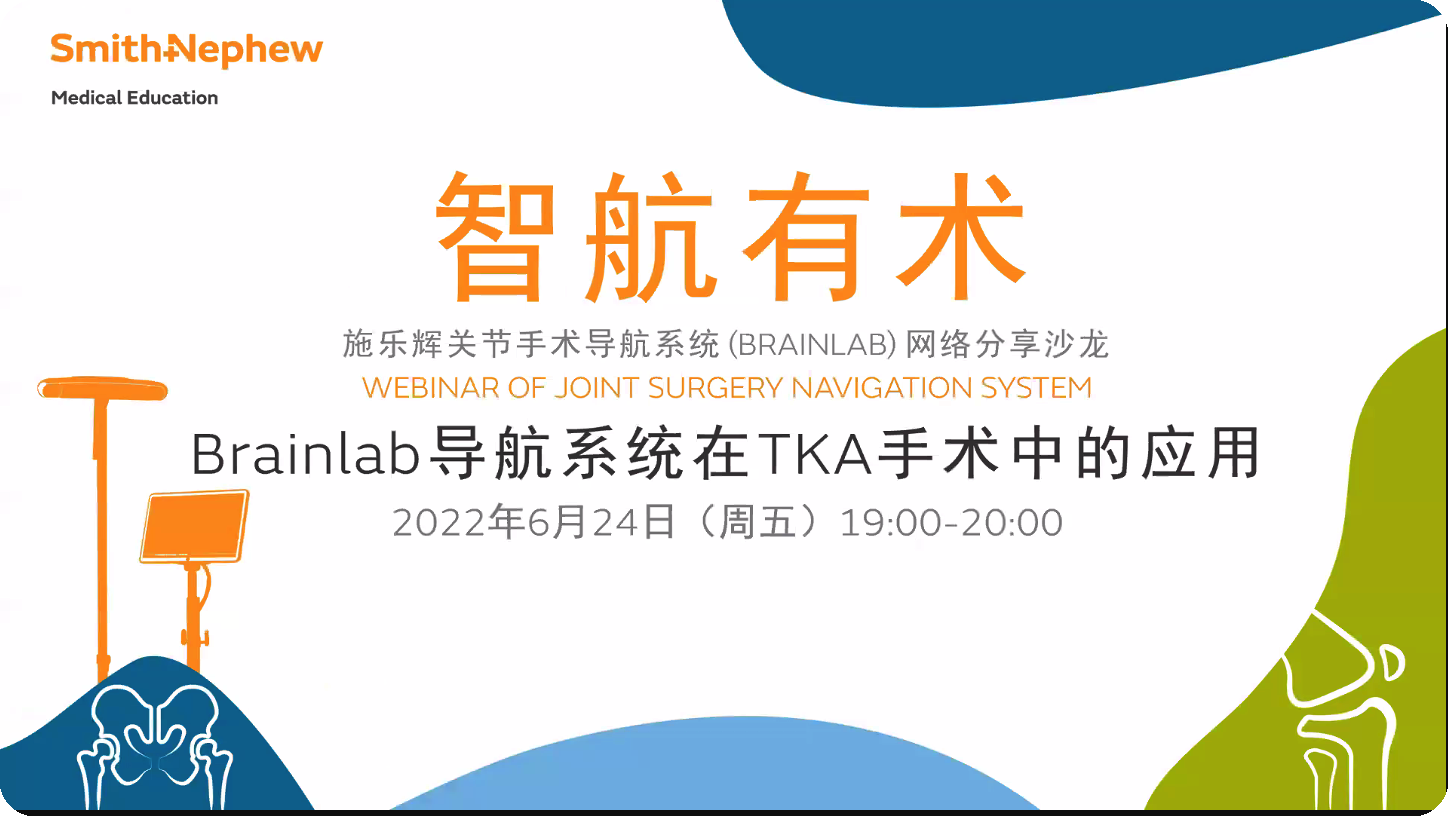 Smith+Nephew
Medical Education
智航有术
施乐辉关节手术导航系统(BRAINLAB)网络分享沙龙
WEBINAR OF JOINT SURGERY NAVIGATION SYSTEM
Brainlab导航系统在TKA手术中的应用
2022年6月24日（周五）19:00-20:00